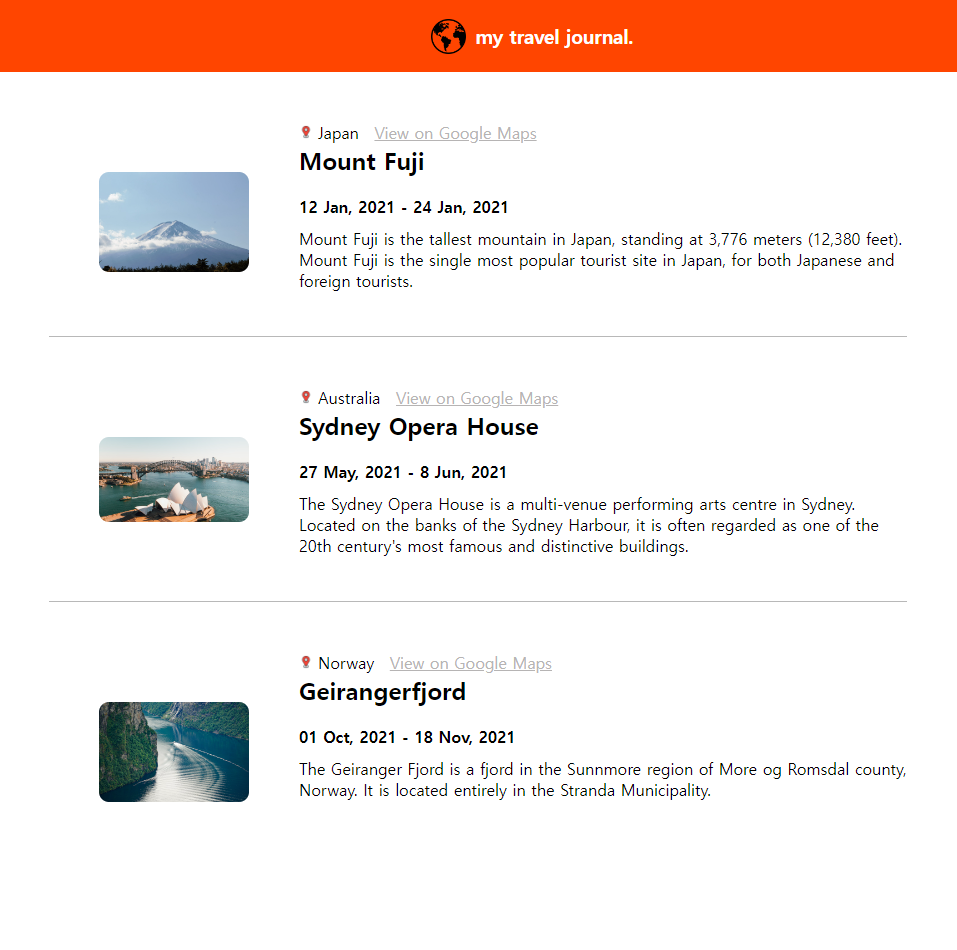 my travel journal.
Japan View on Google Maps
Mount Fuji
12 Jan, 2021 - 24 Jan, 2021
Mount Fuji is the tallest mountain in Japan, standing at 3,776 meters (12,380 feet).
Mount Fuji is the single most popular tourist site in Japan, for both Japanese and
foreign tourists.
Australia View on Google Maps
Sydney Opera House
27 May, 2021 - 8 Jun, 2021
The Sydney Opera House is a multi-venue performing arts centre in Sydney.
Located on the banks of the Sydney Harbour, it is often regarded as one of the
20th century's most famous and distinctive buildings.
Norway View on Google Maps
Geirangerfjord
01 Oct, 2021 - 18 Nov, 2021
The Geiranger Fjord is a fjord in the Sunnmore region of More og Romsdal county,
Norway. It is located entirely in the Stranda Municipality.